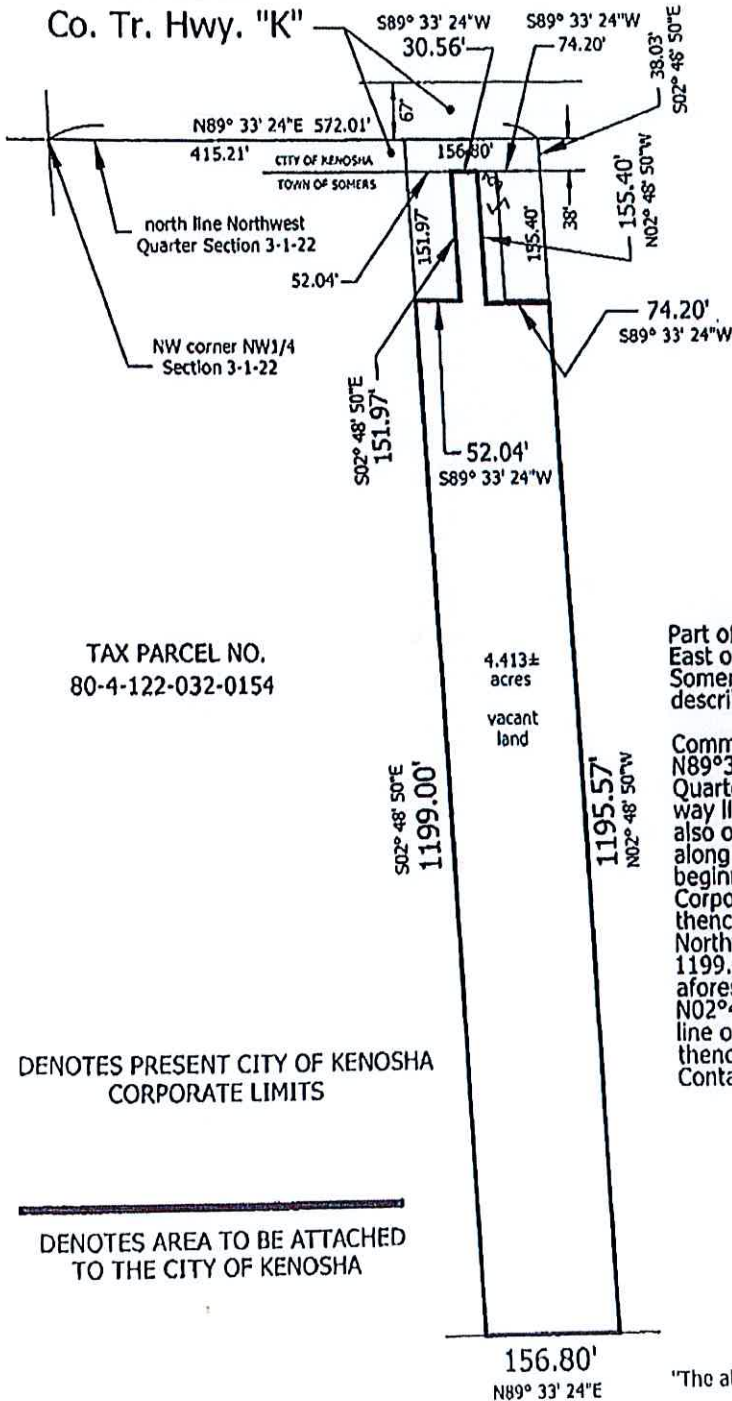 Co. Tr. Hwy. "K"
S89° 33' 24"W
30.56'
S89° 33' 24"W
74.20'
38.03'
S02° 48' 50"E
67'
N89° 33' 24"E 572.01'
415.21'
CITY OF KENOSHA
156.80'
TOWN OF SOMERS
north line Northwest
Quarter Section 3-1-22
151.97'
155.40'
38'
155.40'
N02° 48' 50"W
52.04'
NW corner NW1/4
Section 3-1-22
74.20'
S89° 33' 24"W
S02° 48' 50"E
151.97'
52.04'
S89° 33' 24"W
TAX PARCEL NO.
80-4-122-032-0154
4.413±
acres
vacant
land
S02° 48' 50"E
1199.00'
1195.57'
N02° 48' 50"W
Part of
East o
Somer
descri
Comm
N89°3
Quarte
way li
also o
along
beginn
Corpo
thenc
North
1199.
afores
N02°4
line o
thenc
Conta
DENOTES PRESENT CITY OF KENOSHA
CORPORATE LIMITS
DENOTES AREA TO BE ATTACHED
TO THE CITY OF KENOSHA
156.80'
N89° 33' 24"E
"The al